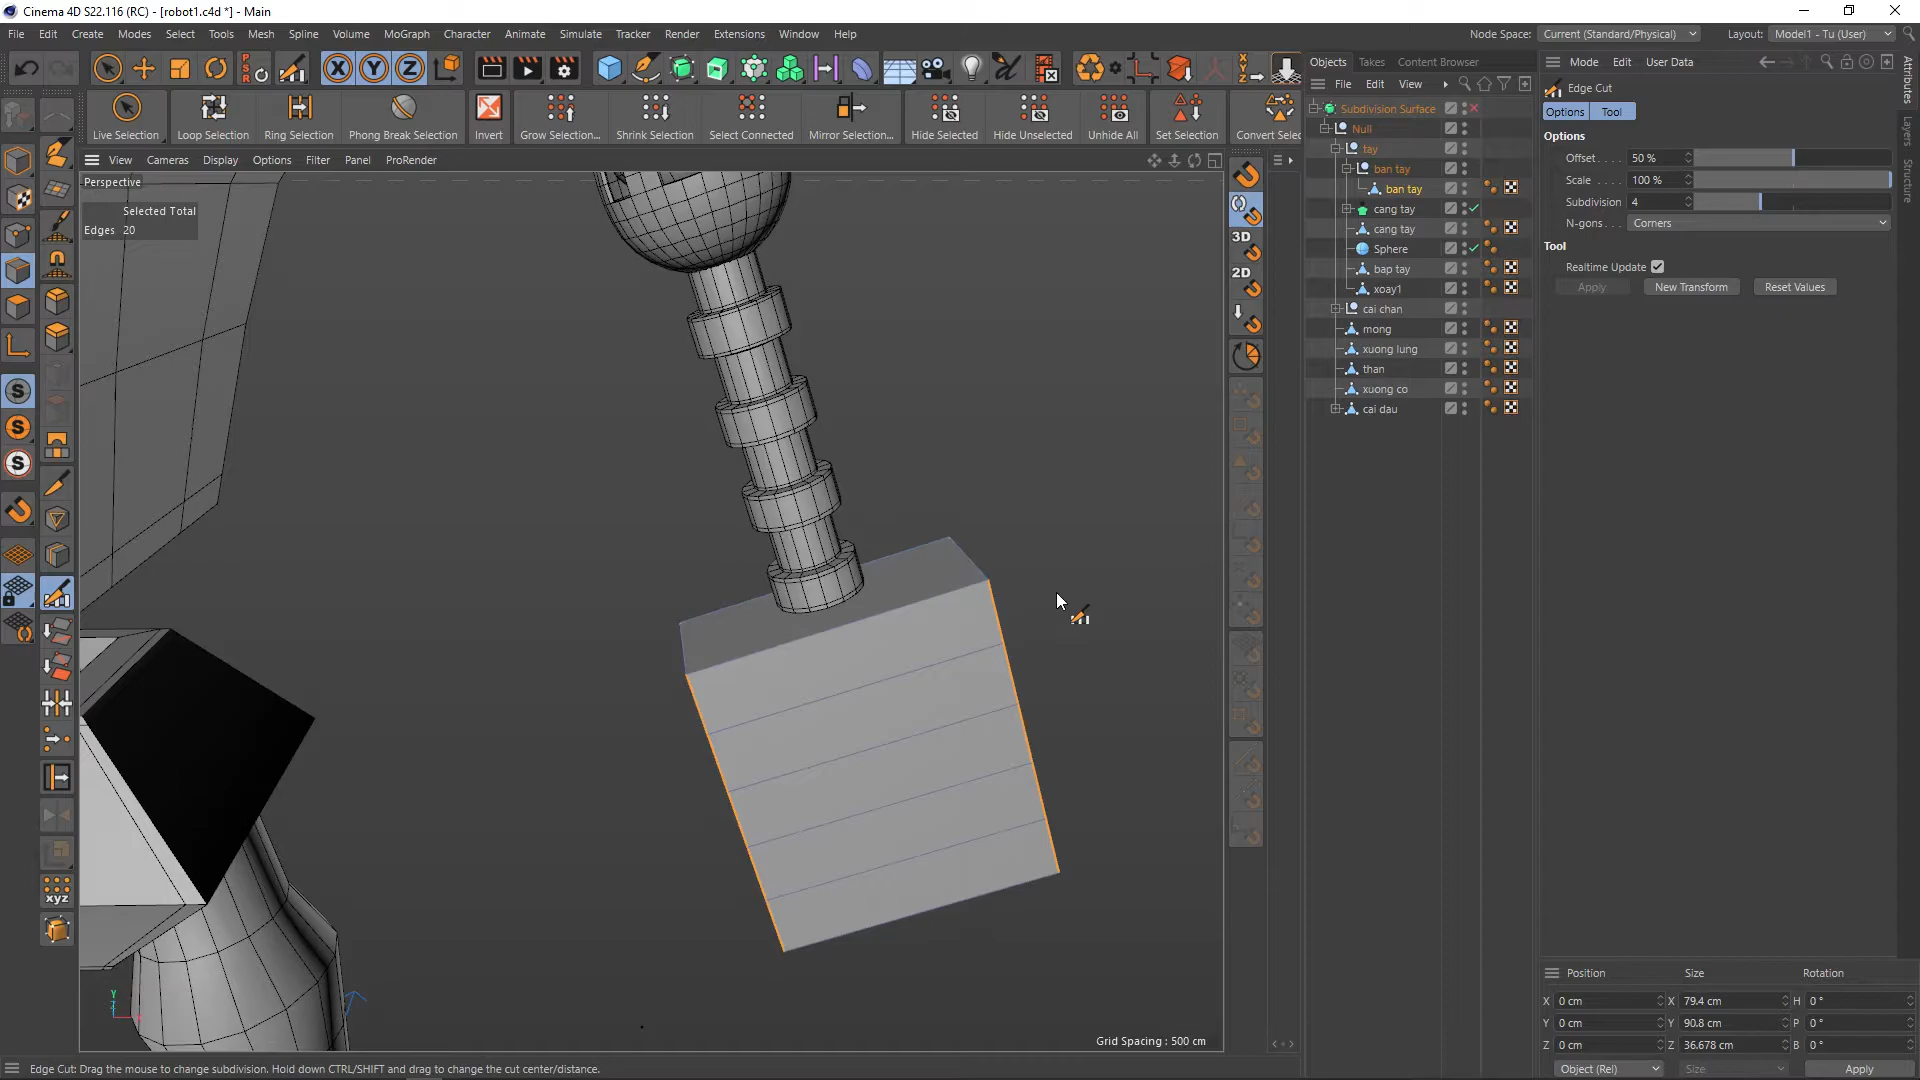 Cinema 4D S22.116 (RC) - [robot1.c4d *] - Main
File Edit Create Modes Select Tools Mesh Spline Volume MoGraph Character Animate Simulate Tracker Render Extensions Window Help
Node Space: Current (Standard/Physical) Layout: Model1 - Tu (User)
Live Selection Loop Selection Ring Selection Phong Break Selection Invert Grow Selection... Shrink Selection Select Connected Mirror Selection... Hide Selected Hide Unselected Unhide All Set Selection Convert Selec
View Cameras Display Options Filter Panel ProRender
Perspective
Selected Total
Edges 20
Grid Spacing : 500 cm
Edge Cut: Drag the mouse to change subdivision. Hold down CTRL/SHIFT and drag to change the cut center/distance.
PSR
X Y Z
S
S
S
xyz
3D
2D
Y
Z
Objects Takes Content Browser
File Edit View
Subdivision Surface
Null
tay
ban tay
ban tay
cang tay
cang tay
Sphere
bap tay
xoay1
cai chan
mong
xuong lung
than
xuong co
cai dau
Mode Edit User Data
Edge Cut
Options Tool
Options
Offset . . . . 50 %
Scale . . . . 100 %
Subdivision 4
N-gons . . . Corners
Tool
Realtime Update
Apply New Transform Reset Values
Attributes
Layers
Structure
Position Size Rotation
X 0 cm X 79.4 cm H 0 °
Y 0 cm Y 90.8 cm P 0 °
Z 0 cm Z 36.678 cm B 0 °
Object (Rel) Size Apply